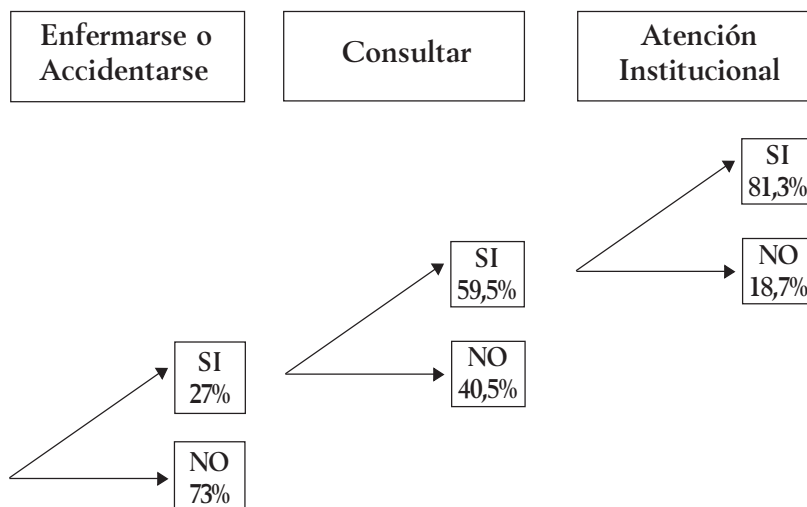 Enfermarse o
Accidentarse
Consultar
Atención
Institucional
SI
81,3%
NO
18,7%
SI
59,5%
NO
40,5%
SI
27%
NO
73%